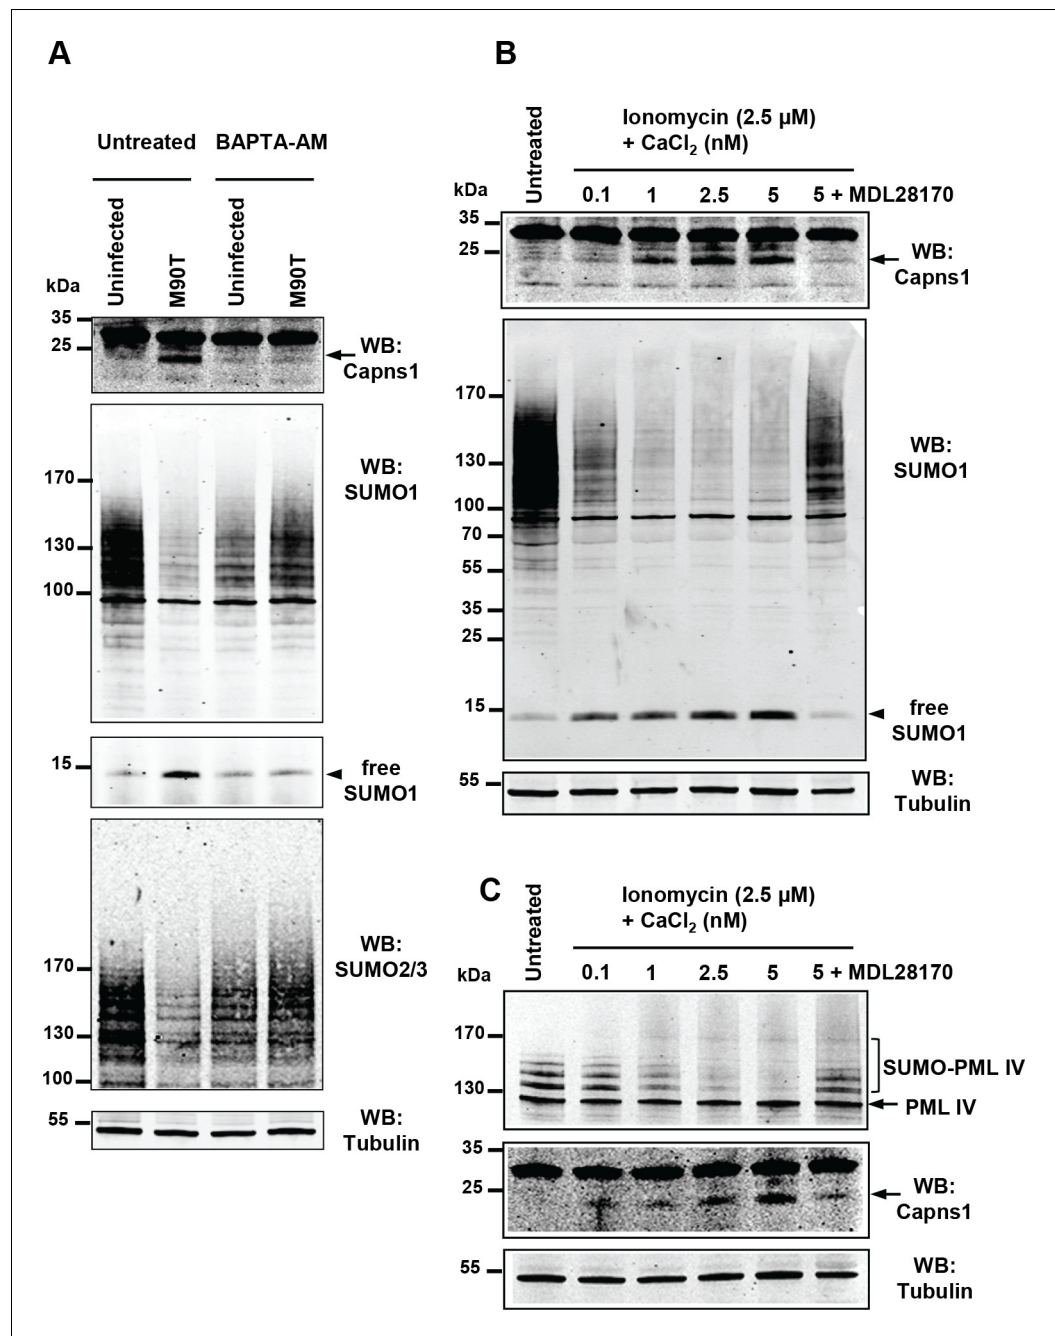 A
Untreated BAPTA-AM
Uninfected
M90T
Uninfected
M90T
kDa
35
25
WB:
Capns1
170
130
100
WB:
SUMO1
15
free
SUMO1
170
130
100
WB:
SUMO2/3
55
WB:
Tubulin
B
Untreated
Ionomycin (2.5 µM)
+ CaCl₂ (nM)
kDa
0.1 1 2.5 5 5 + MDL28170
35
25
WB:
Capns1
170
130
100
70
55
35
25
15
WB:
SUMO1
free
SUMO1
55
WB:
Tubulin
C
Untreated
Ionomycin (2.5 µM)
+ CaCl₂ (nM)
kDa
0.1 1 2.5 5 5 + MDL28170
170
130
SUMO-PML IV
PML IV
35
25
WB:
Capns1
55
WB:
Tubulin